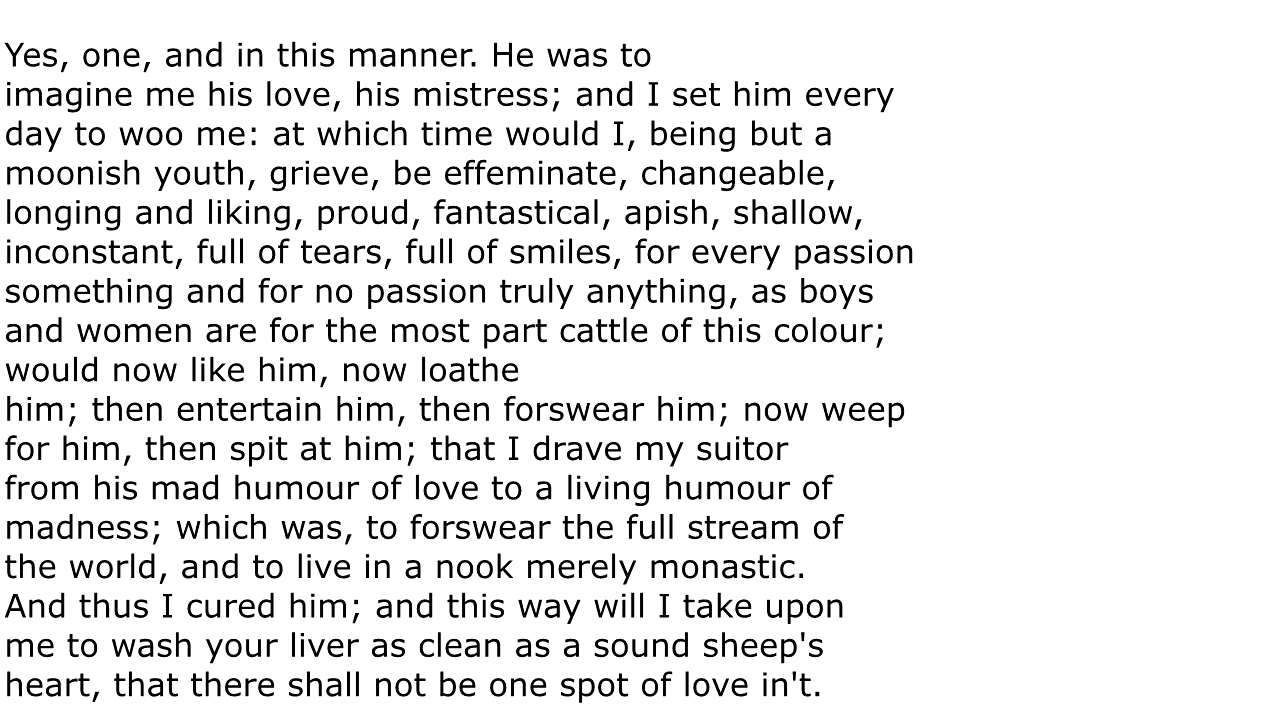 Yes, one, and in this manner. He was to
imagine me his love, his mistress; and I set him every
day to woo me: at which time would I, being but a
moonish youth, grieve, be effeminate, changeable,
longing and liking, proud, fantastical, apish, shallow,
inconstant, full of tears, full of smiles, for every passion
something and for no passion truly anything, as boys
and women are for the most part cattle of this colour;
would now like him, now loathe
him; then entertain him, then forswear him; now weep
for him, then spit at him; that I drave my suitor
from his mad humour of love to a living humour of
madness; which was, to forswear the full stream of
the world, and to live in a nook merely monastic.
And thus I cured him; and this way will I take upon
me to wash your liver as clean as a sound sheep's
heart, that there shall not be one spot of love in't.